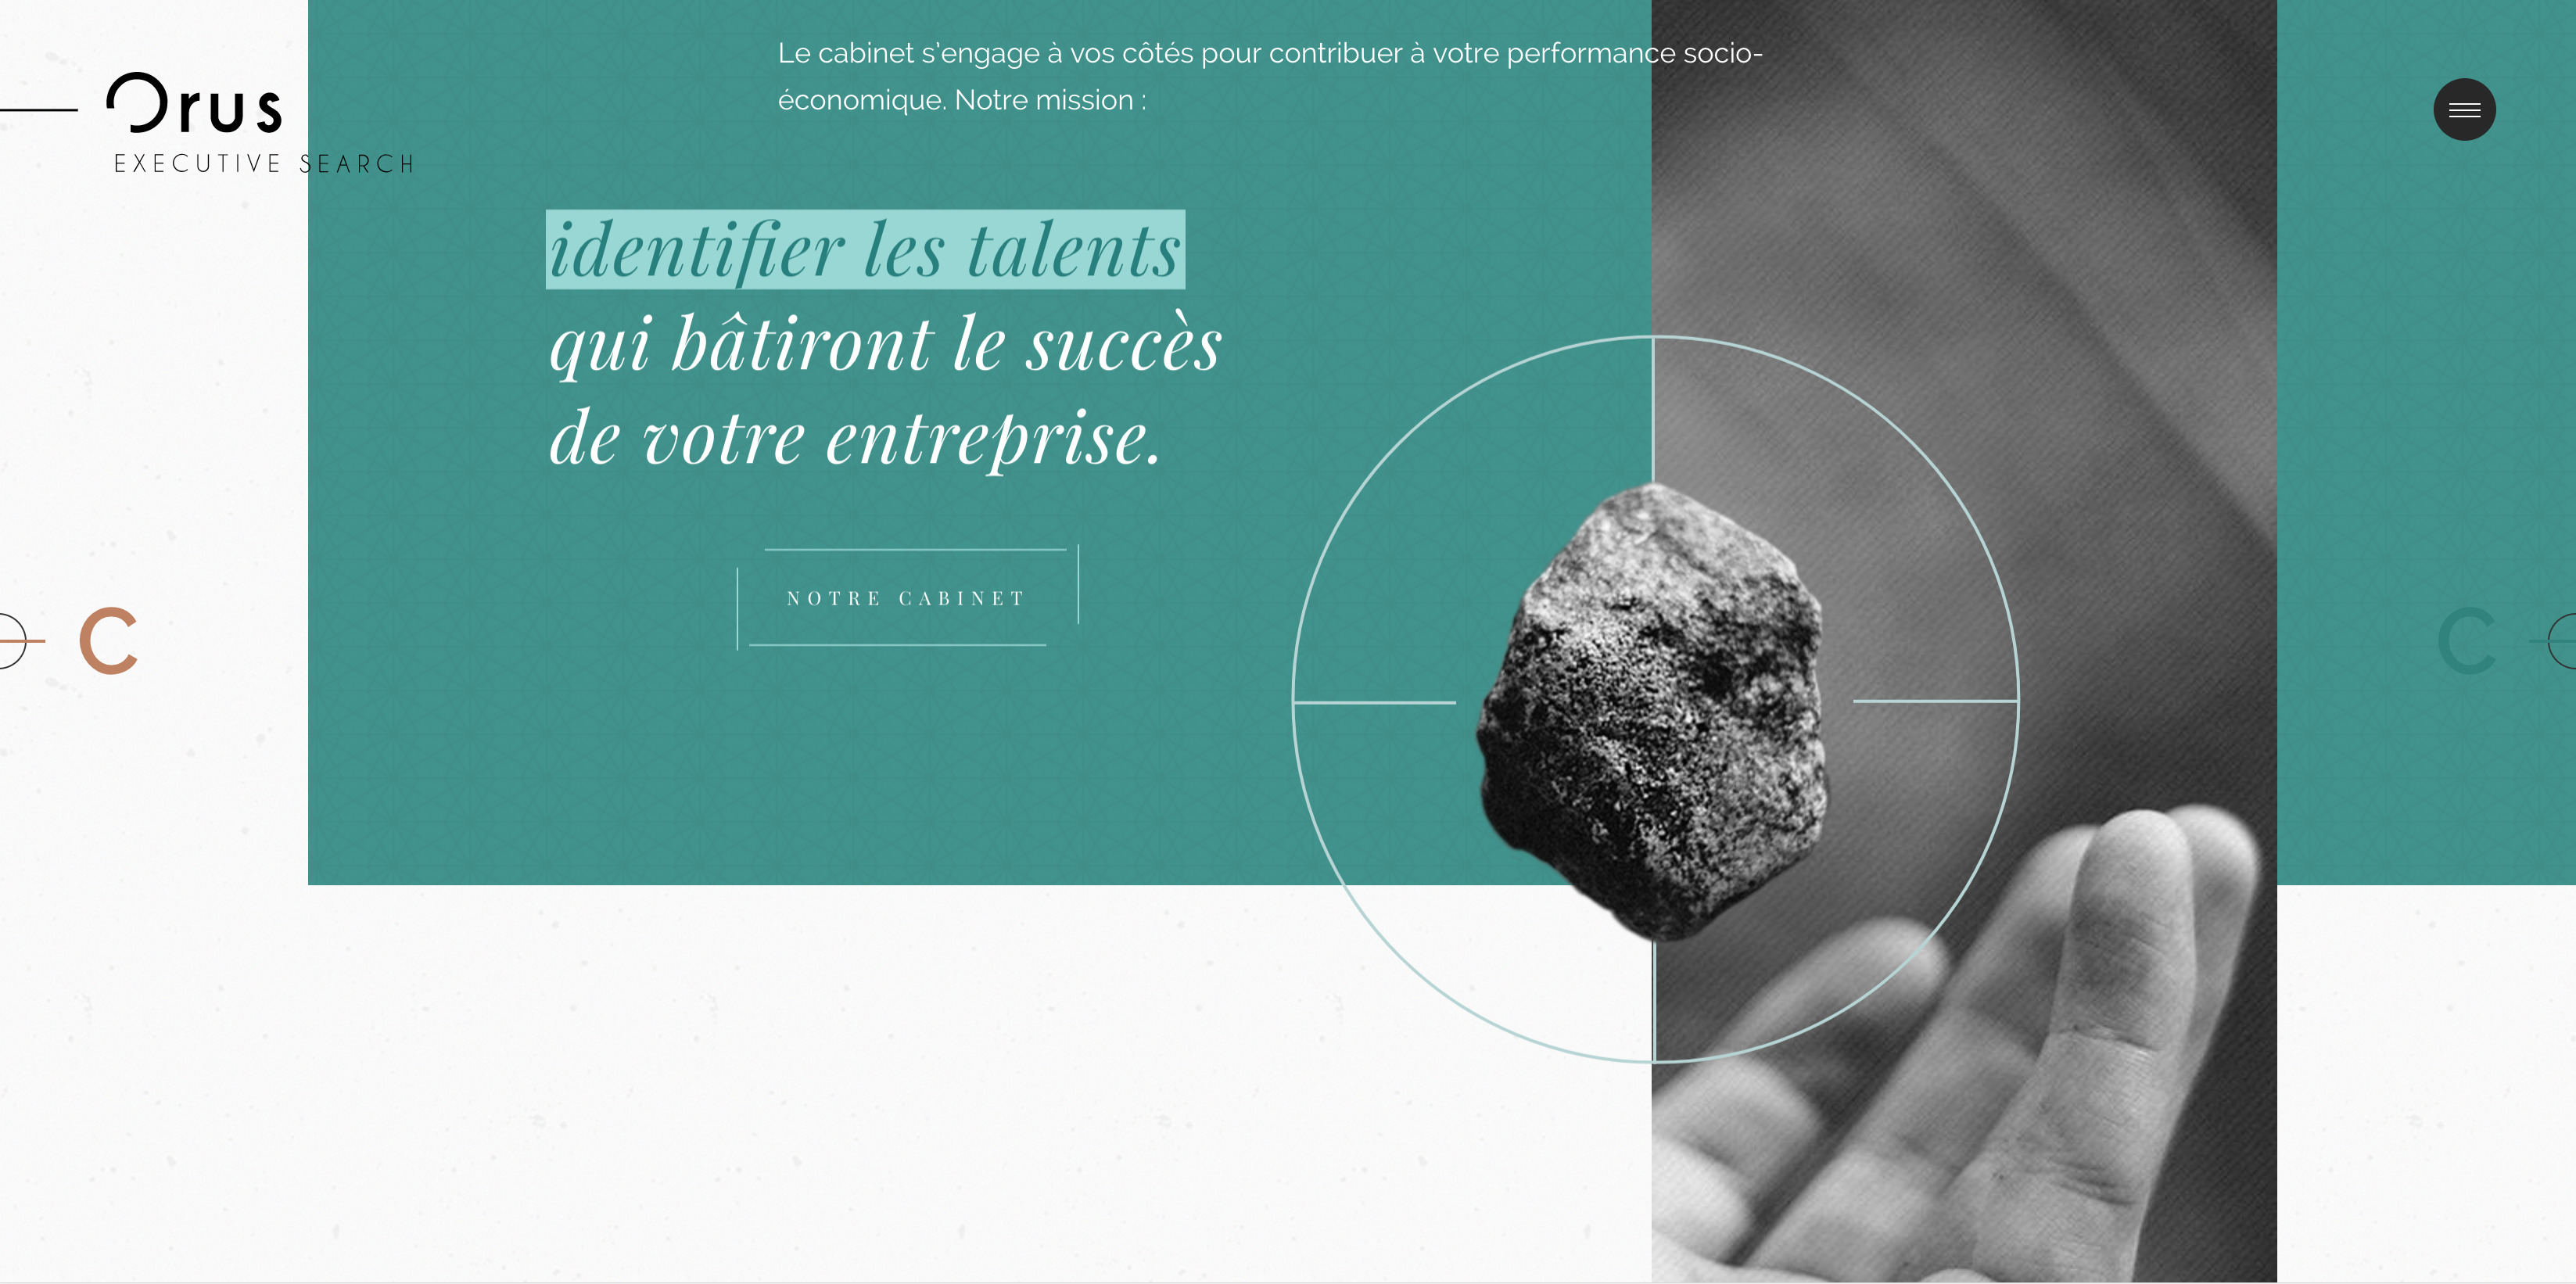 Le cabinet s'engage à vos côtés pour contribuer à votre performance socio-
économique. Notre mission :
Orus
EXECUTIVE SEARCH
identifier les talents
qui bâtiront le succès
de votre entreprise.
NOTRE CABINET
C
C